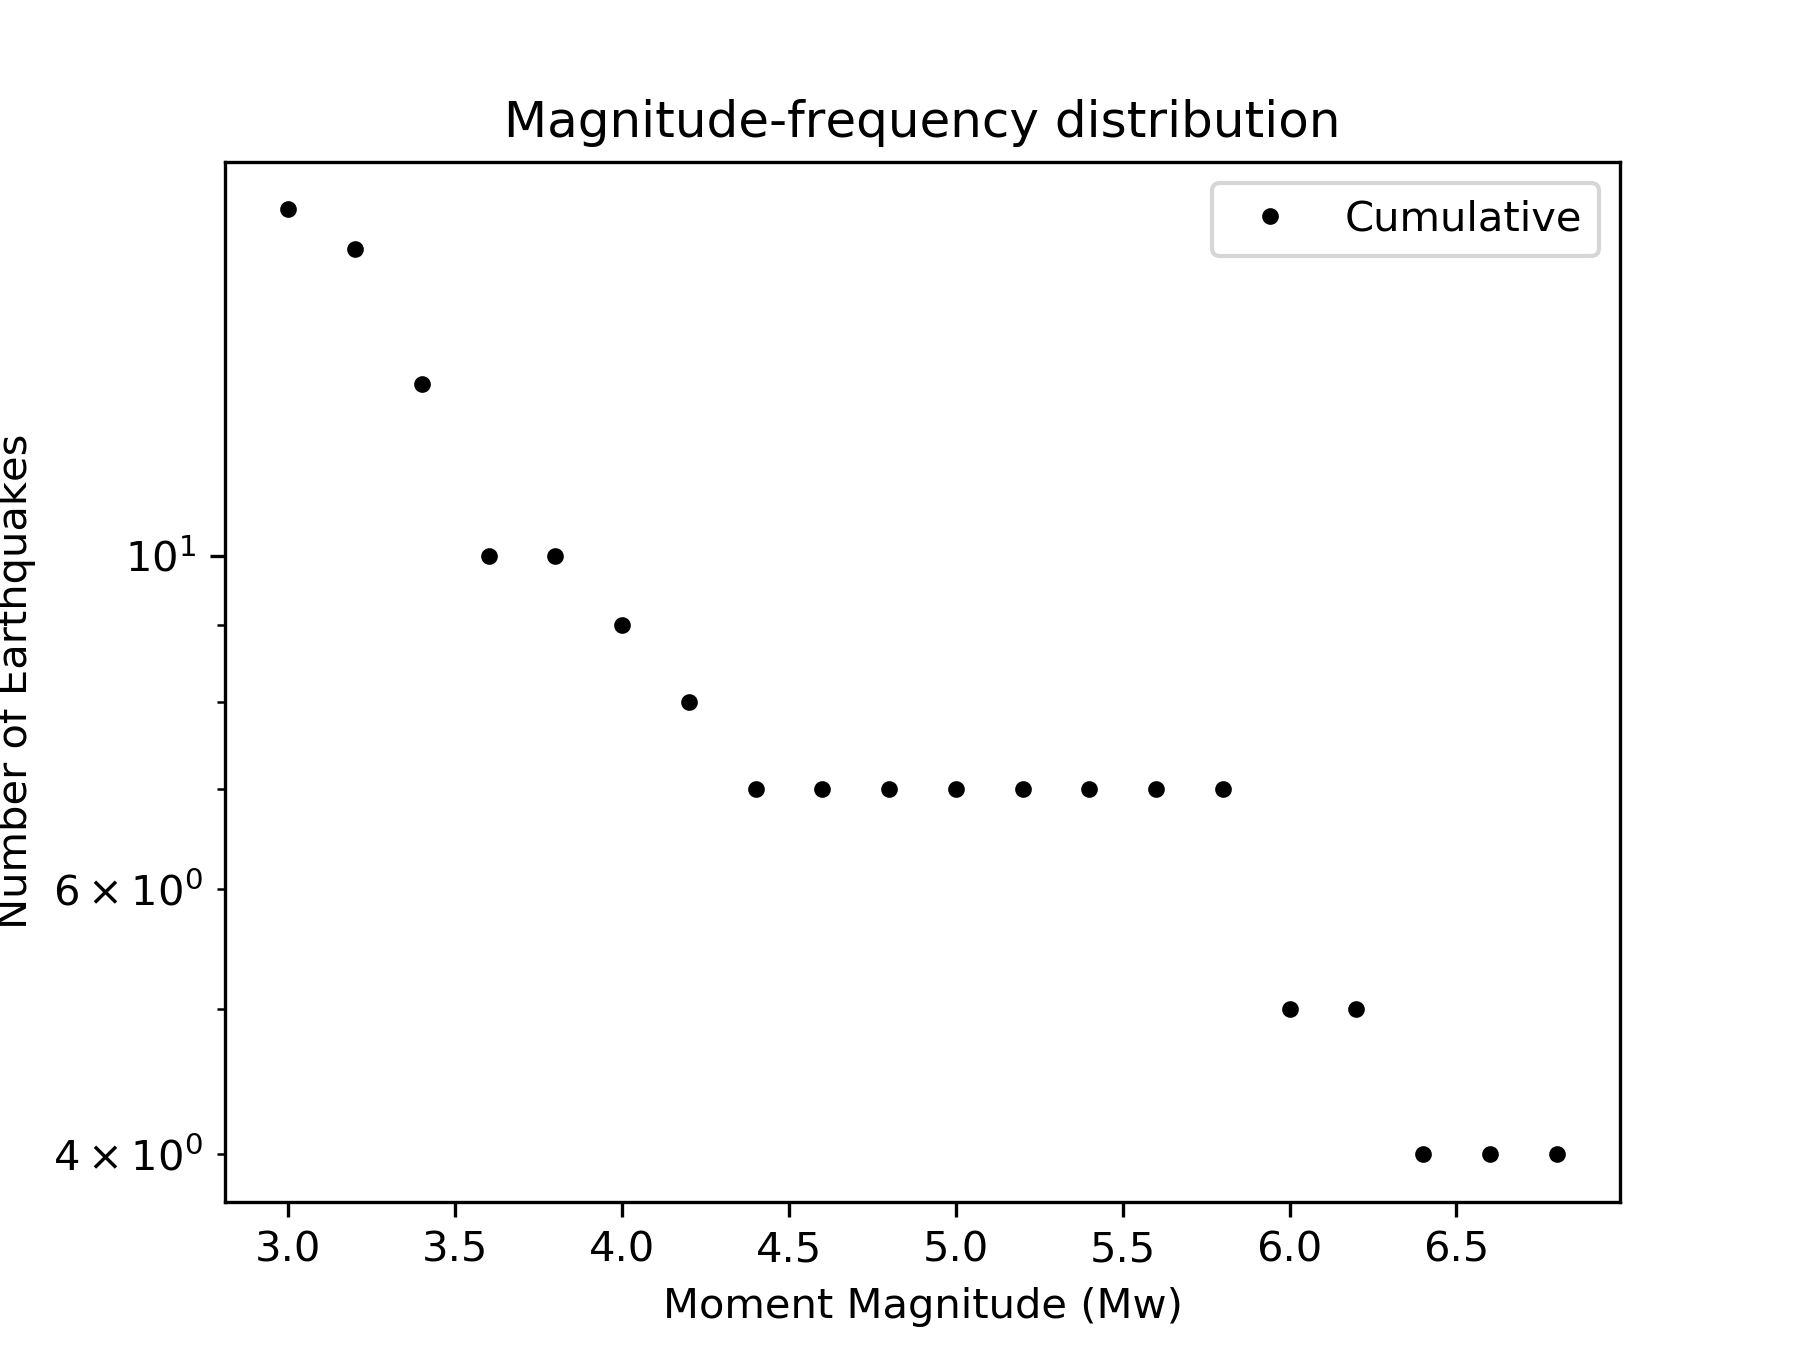 Magnitude-frequency distribution
Cumulative
Number of Earthquakes
10¹
6 × 10⁰
4 × 10⁰
3.0 3.5 4.0 4.5 5.0 5.5 6.0 6.5
Moment Magnitude (Mw)